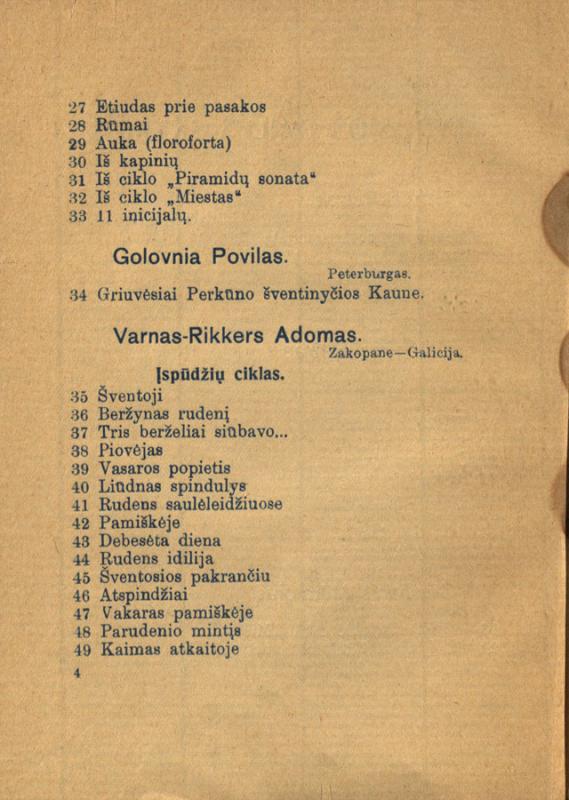 27 Etiudas prie pasakos
28 Rūmai
29 Auka (floroforta)
30 Iš kapinių
31 Iš ciklo „Piramidų sonata“
32 Iš ciklo „Miestas“
33 11 inicijalų.
Golovnia Povilas.
Peterburgas.
34 Griuvėsiai Perkūno šventinyčios Kaune.
Varnas-Rikkers Adomas.
Zakopane—Galicija.
Įspūdžių ciklas.
35 Šventoji
36 Beržynas rudenį
37 Tris berželiai siūbavo...
38 Piovėjas
39 Vasaros popietis
40 Liūdnas spindulys
41 Rudens saulėleidžiuose
42 Pamiškėje
43 Debesėta diena
44 Rudens idilija
45 Šventosios pakrančiu
46 Atspindžiai
47 Vakaras pamiškėje
48 Parudenio mintįs
49 Kaimas atkaitoje
4